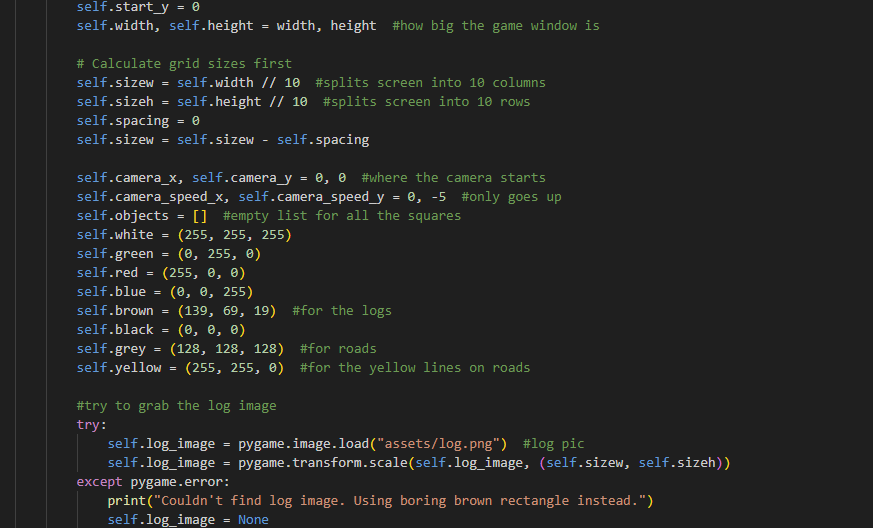 self.start_y = 0
self.width, self.height = width, height  #how big the game window is
# Calculate grid sizes first
self.sizew = self.width // 10  #splits screen into 10 columns
self.sizeh = self.height // 10  #splits screen into 10 rows
self.spacing = 0
self.sizew = self.sizew - self.spacing
self.camera_x, self.camera_y = 0, 0  #where the camera starts
self.camera_speed_x, self.camera_speed_y = 0, -5  #only goes up
self.objects = []  #empty list for all the squares
self.white = (255, 255, 255)
self.green = (0, 255, 0)
self.red = (255, 0, 0)
self.blue = (0, 0, 255)
self.brown = (139, 69, 19)  #for the logs
self.black = (0, 0, 0)
self.grey = (128, 128, 128)  #for roads
self.yellow = (255, 255, 0)  #for the yellow lines on roads
#try to grab the log image
try:
    self.log_image = pygame.image.load("assets/log.png")  #log pic
    self.log_image = pygame.transform.scale(self.log_image, (self.sizew, self.sizeh))
except pygame.error:
    print("Couldn't find log image. Using boring brown rectangle instead.")
    self.log_image = None